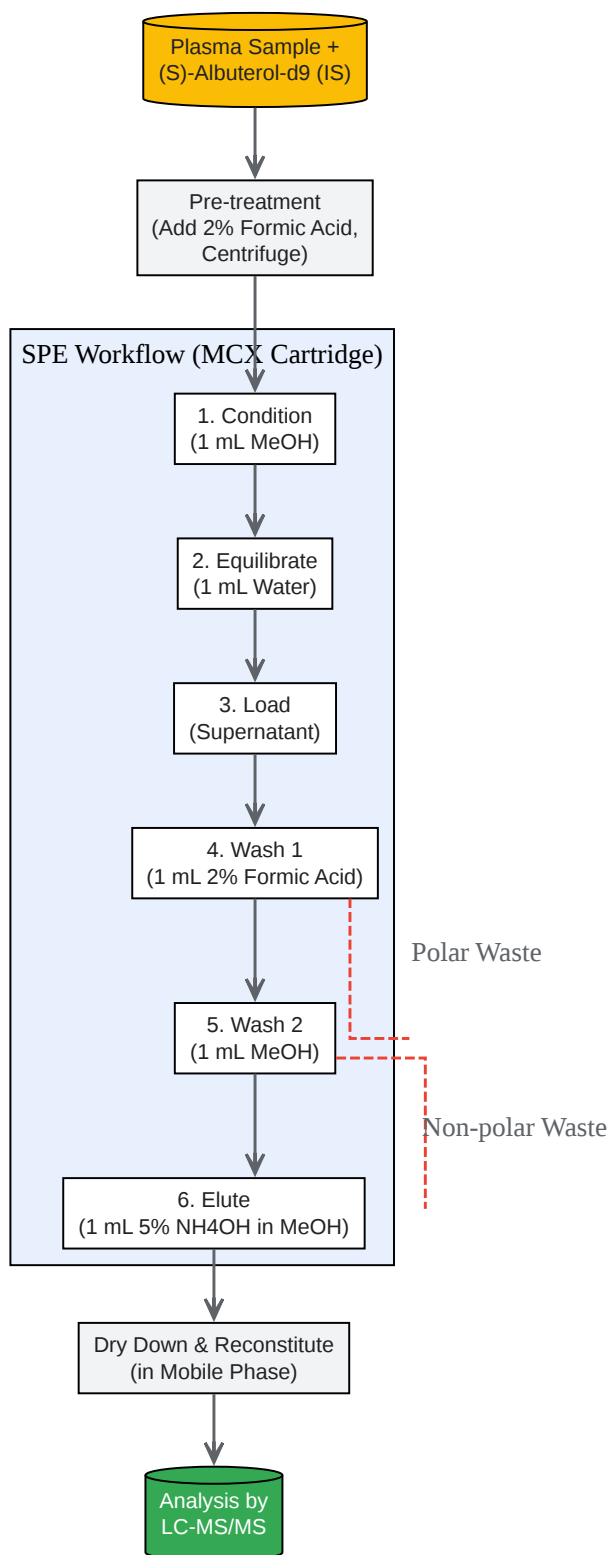 Plasma Sample +
(S)-Albuterol-d9 (IS)
Pre-treatment
(Add 2% Formic Acid,
Centrifuge)
SPE Workflow (MCX Cartridge)
1. Condition
(1 mL MeOH)
2. Equilibrate
(1 mL Water)
3. Load
(Supernatant)
4. Wash 1
(1 mL 2% Formic Acid)
Polar Waste
5. Wash 2
(1 mL MeOH)
Non-polar Waste
6. Elute
(1 mL 5% NH4OH in MeOH)
Dry Down & Reconstitute
(in Mobile Phase)
Analysis by
LC-MS/MS